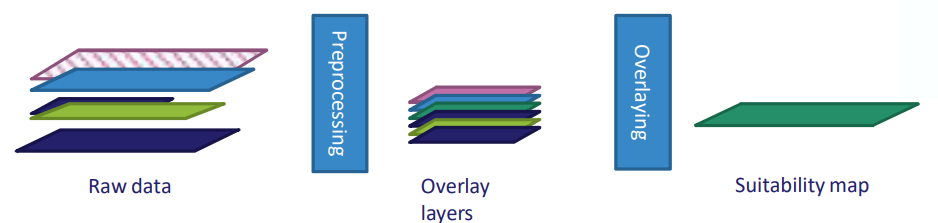 Preprocessing
Overlaying
Raw data
Overlay
layers
Suitability map